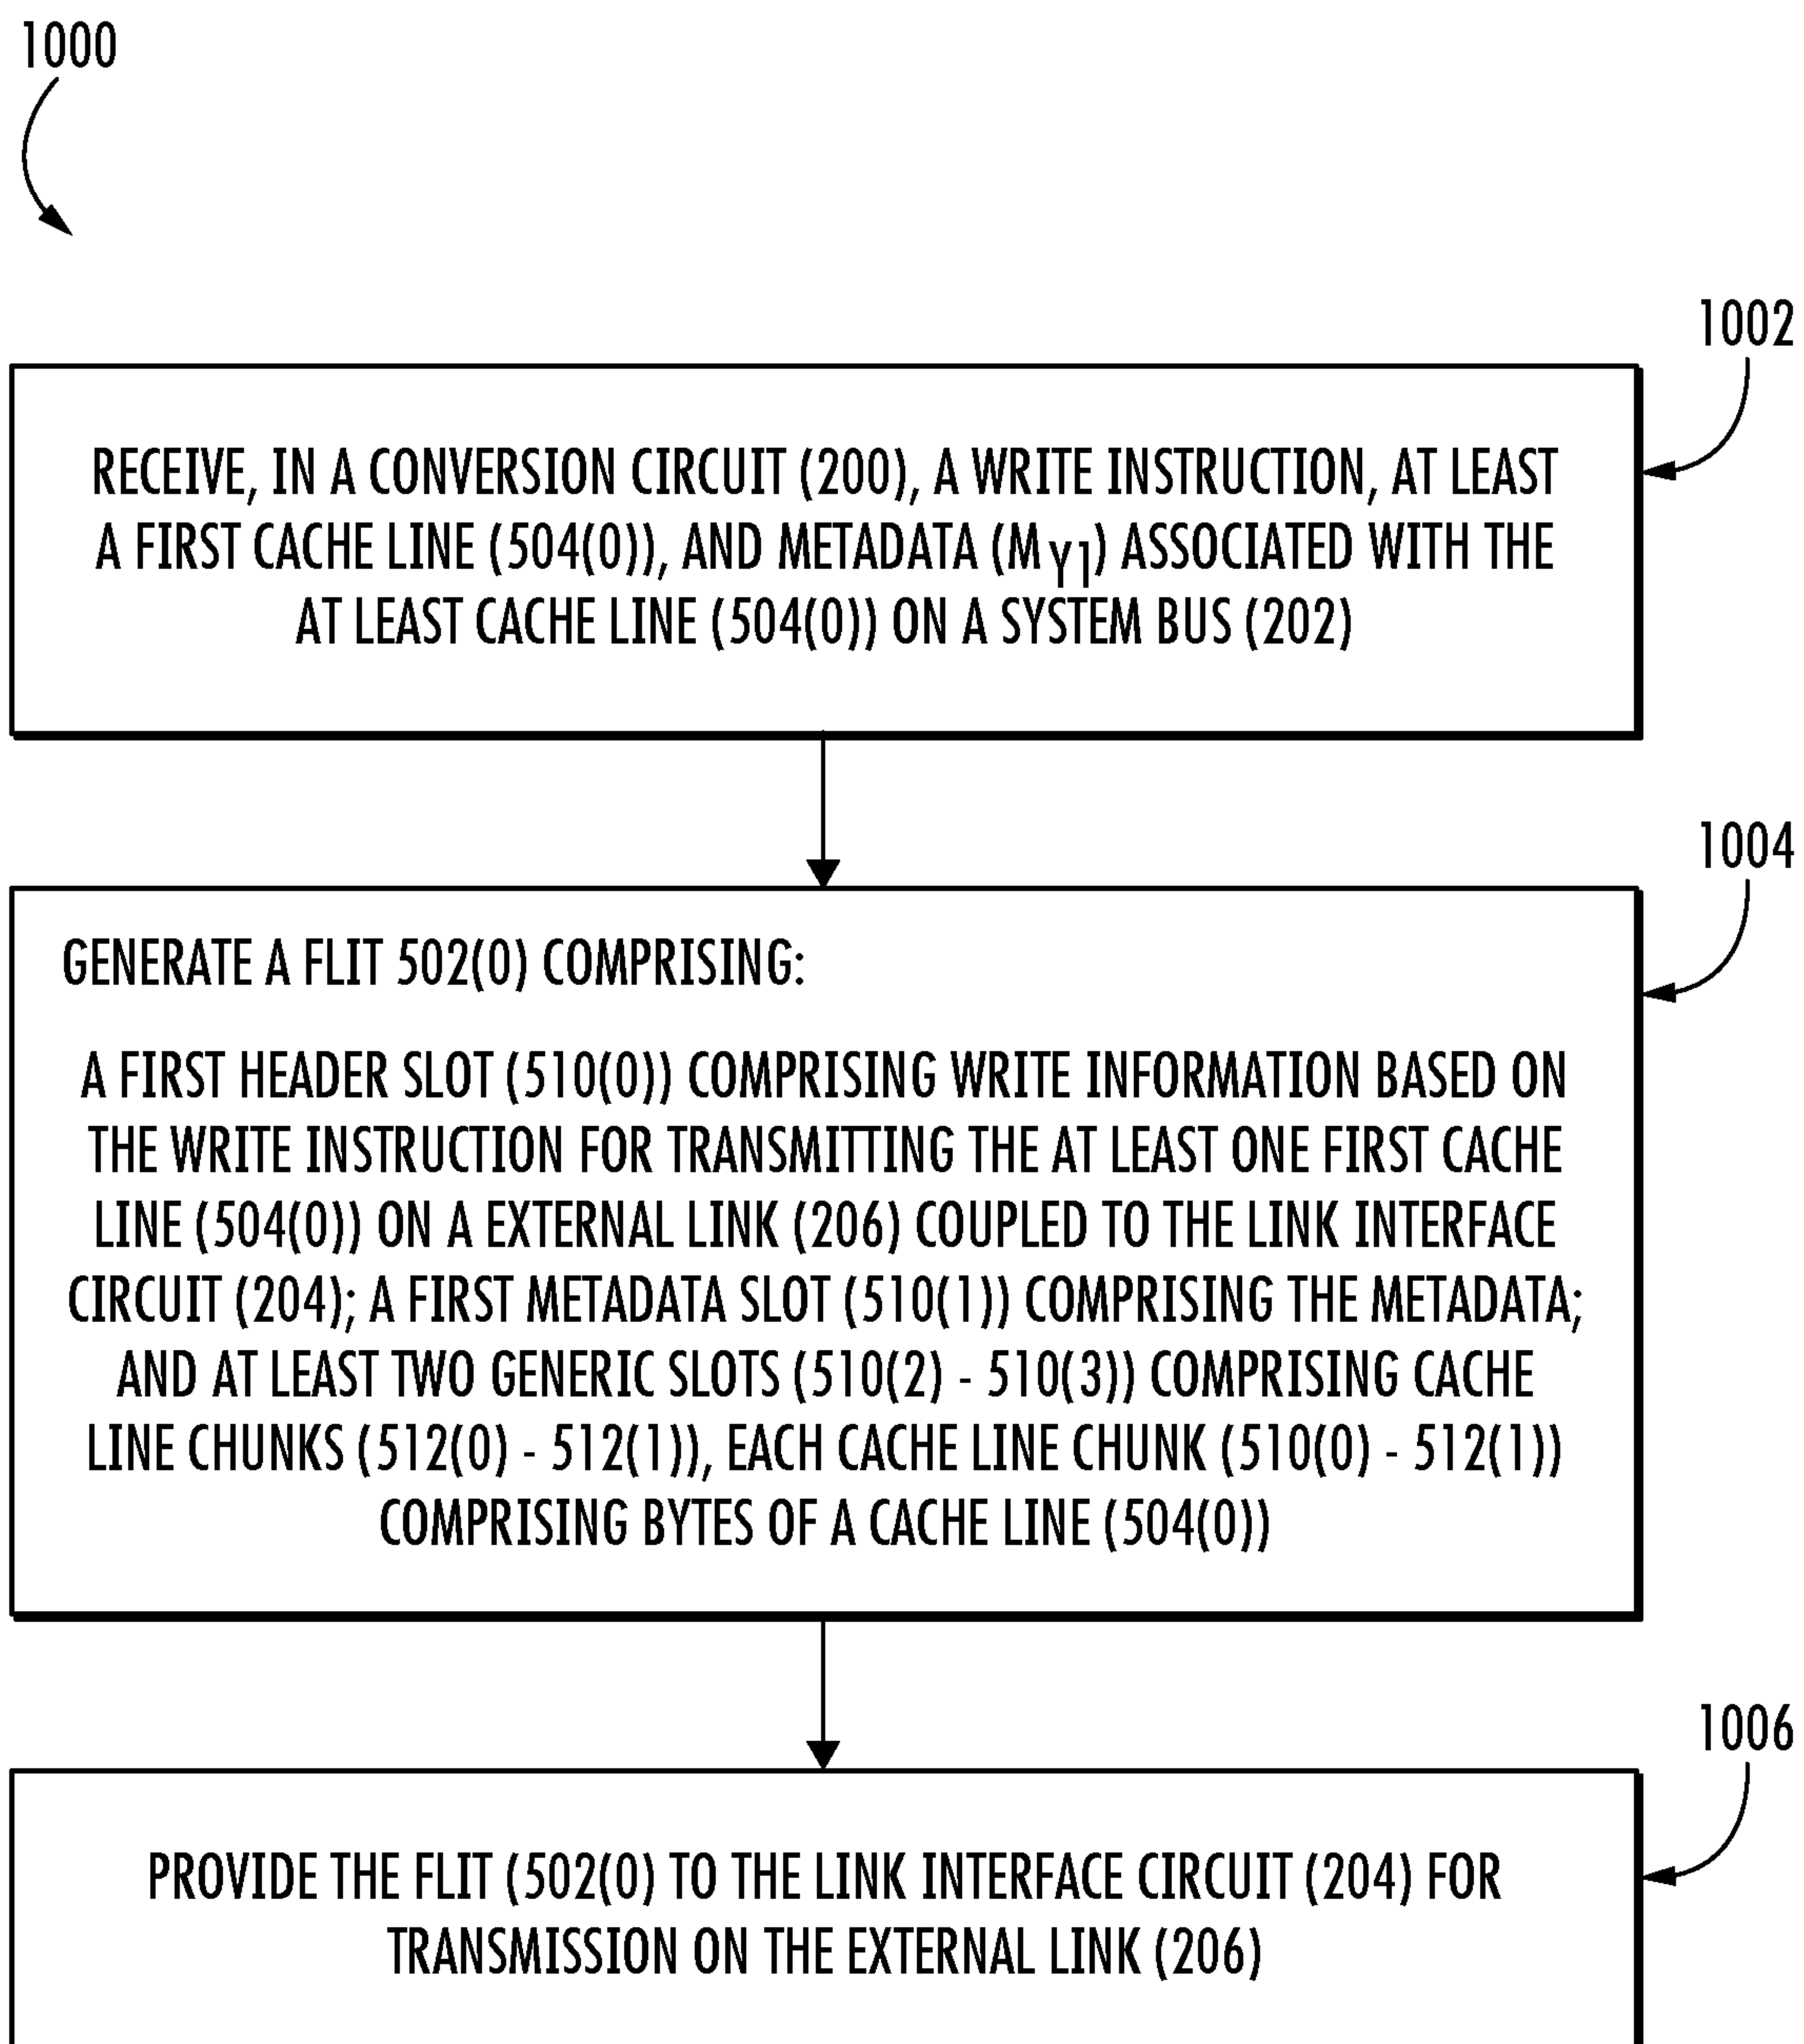 1000
1002
RECEIVE, IN A CONVERSION CIRCUIT (200), A WRITE INSTRUCTION, AT LEAST
A FIRST CACHE LINE (504(0)), AND METADATA (MY1) ASSOCIATED WITH THE
AT LEAST CACHE LINE (504(0)) ON A SYSTEM BUS (202)
1004
GENERATE A FLIT 502(0) COMPRISING:
A FIRST HEADER SLOT (510(0)) COMPRISING WRITE INFORMATION BASED ON
THE WRITE INSTRUCTION FOR TRANSMITTING THE AT LEAST ONE FIRST CACHE
LINE (504(0)) ON A EXTERNAL LINK (206) COUPLED TO THE LINK INTERFACE
CIRCUIT (204); A FIRST METADATA SLOT (510(1)) COMPRISING THE METADATA;
AND AT LEAST TWO GENERIC SLOTS (510(2) - 510(3)) COMPRISING CACHE
LINE CHUNKS (512(0) - 512(1)), EACH CACHE LINE CHUNK (510(0) - 512(1))
COMPRISING BYTES OF A CACHE LINE (504(0))
1006
PROVIDE THE FLIT (502(0) TO THE LINK INTERFACE CIRCUIT (204) FOR
TRANSMISSION ON THE EXTERNAL LINK (206)